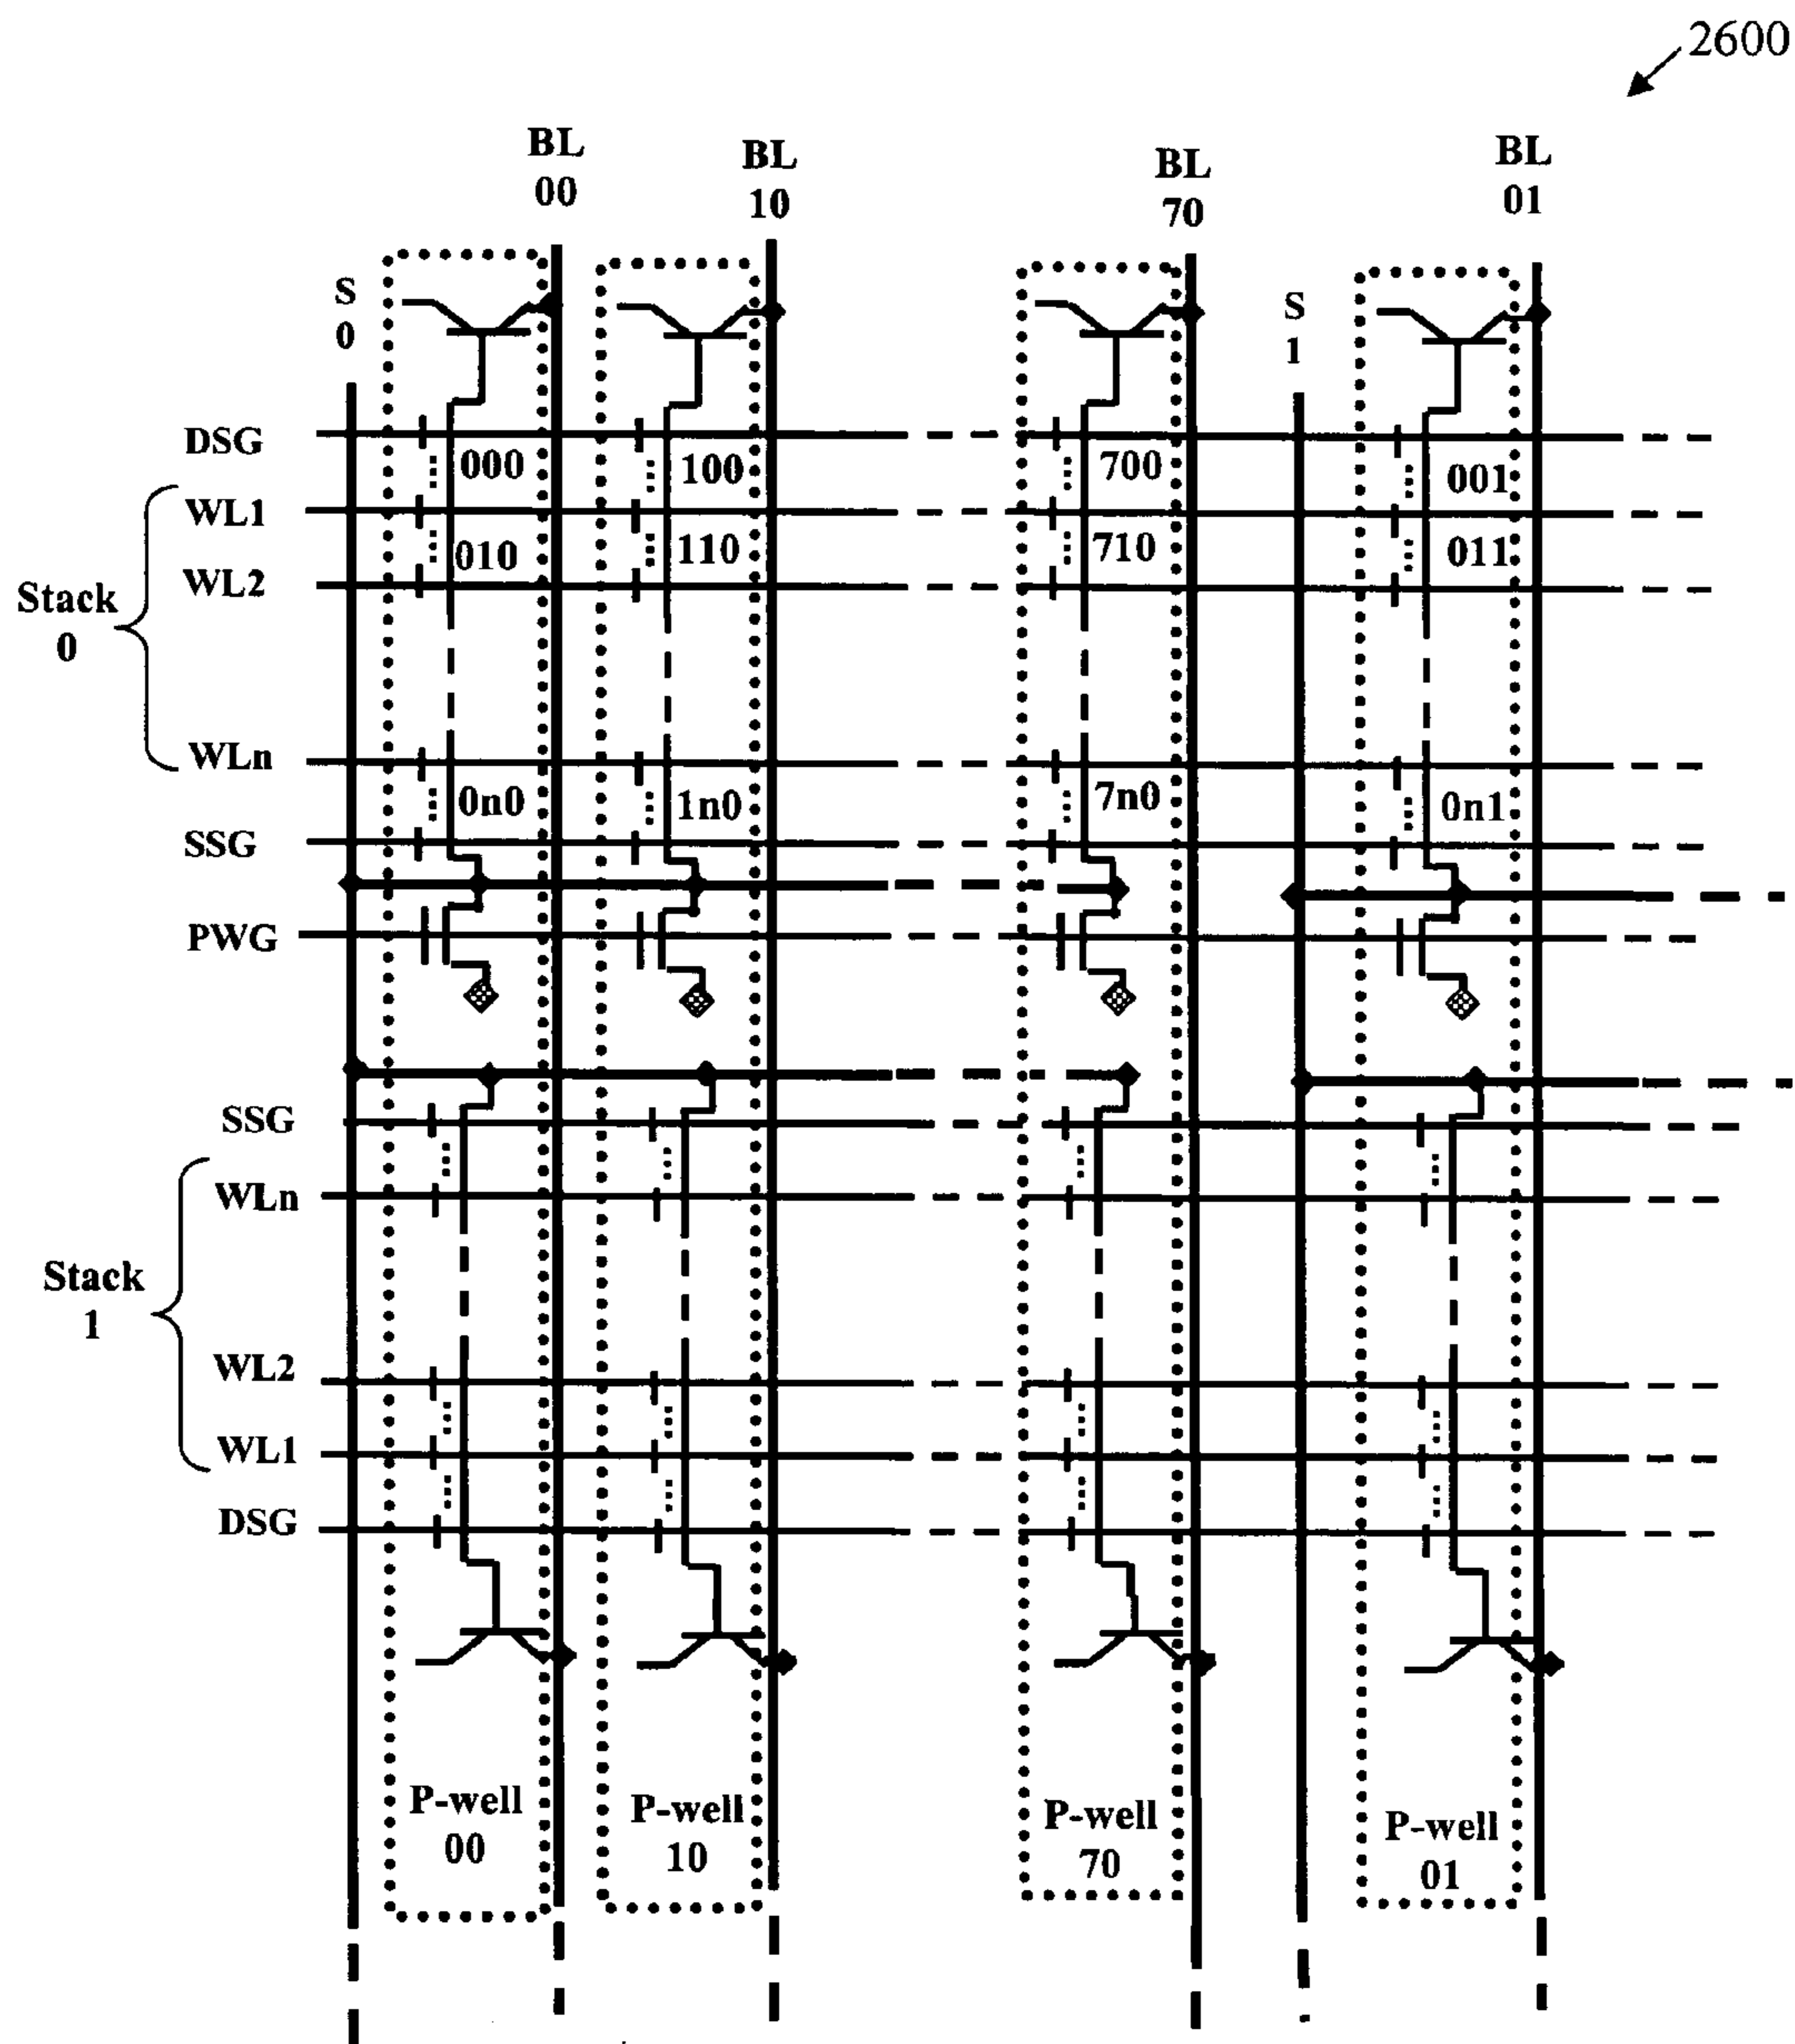 2600
BL
00
BL
10
BL
70
BL
01
S
0
S
1
DSG
000
100
700
001
WL1
010
110
710
011
WL2
Stack
0
WLn
0n0
1n0
7n0
0n1
SSG
PWG
SSG
WLn
Stack
1
WL2
WL1
DSG
P-well
00
P-well
10
P-well
70
P-well
01